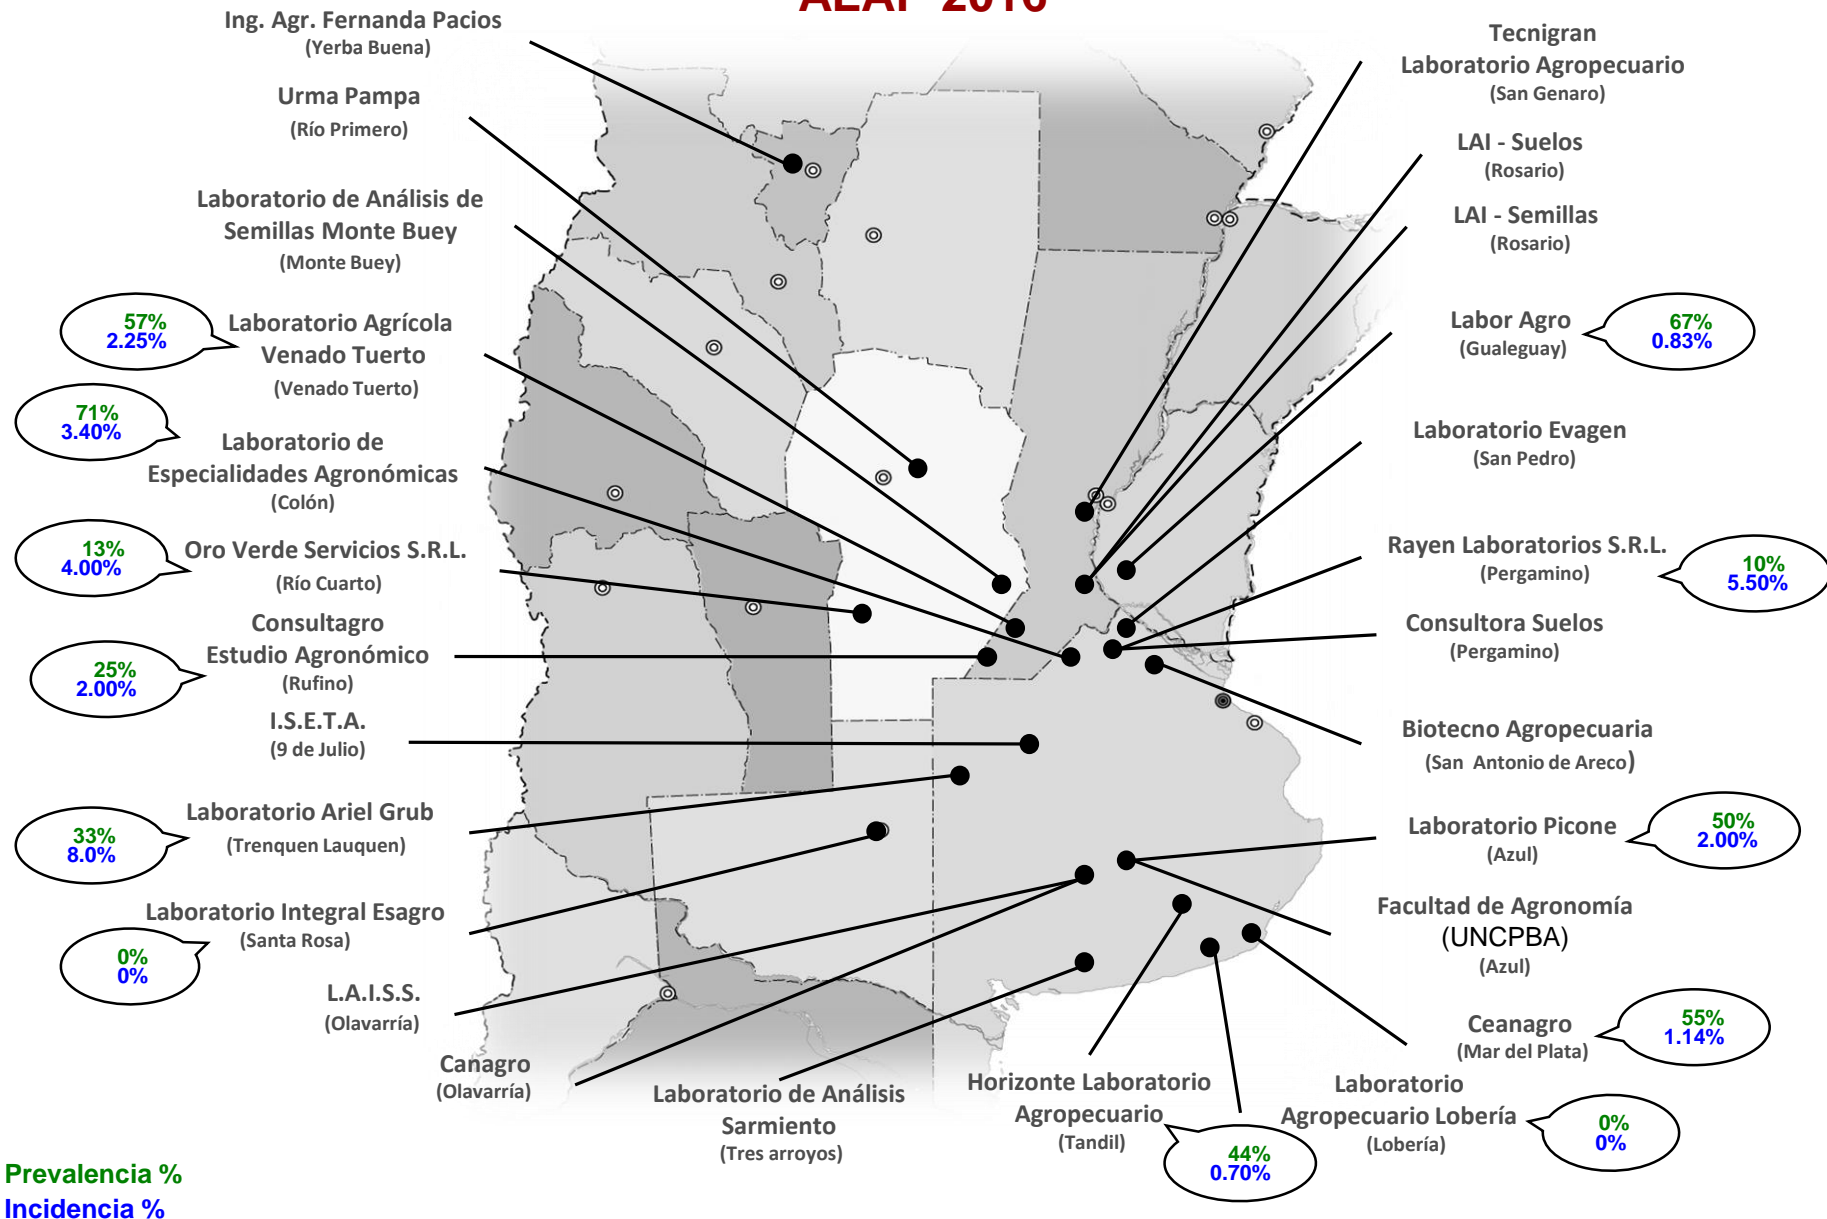 ALAP 2016
Ing. Agr. Fernanda Pacios
(Yerba Buena)
Urma Pampa
(Río Primero)
Laboratorio de Análisis de
Semillas Monte Buey
(Monte Buey)
57%
2.25%
Laboratorio Agrícola
Venado Tuerto
(Venado Tuerto)
71%
3.40%
Laboratorio de
Especialidades Agronómicas
(Colón)
13%
4.00%
Oro Verde Servicios S.R.L.
(Río Cuarto)
Consultagro
Estudio Agronómico
(Rufino)
25%
2.00%
I.S.E.T.A.
(9 de Julio)
Laboratorio Ariel Grub
(Trenquen Lauquen)
33%
8.0%
Laboratorio Integral Esagro
(Santa Rosa)
0%
0%
L.A.I.S.S.
(Olavarría)
Canagro
(Olavarría)
Laboratorio de Análisis
Sarmiento
(Tres arroyos)
Horizonte Laboratorio
Agropecuario
(Tandil)
44%
0.70%
Laboratorio
Agropecuario Lobería
(Lobería)
0%
0%
Tecnigran
Laboratorio Agropecuario
(San Genaro)
LAI - Suelos
(Rosario)
LAI - Semillas
(Rosario)
Labor Agro
(Gualeguay)
67%
0.83%
Laboratorio Evagen
(San Pedro)
Rayen Laboratorios S.R.L.
(Pergamino)
10%
5.50%
Consultora Suelos
(Pergamino)
Biotecno Agropecuaria
(San Antonio de Areco)
Laboratorio Picone
(Azul)
50%
2.00%
Facultad de Agronomía
(UNCPBA)
(Azul)
Ceanagro
(Mar del Plata)
55%
1.14%
Prevalencia %
Incidencia %